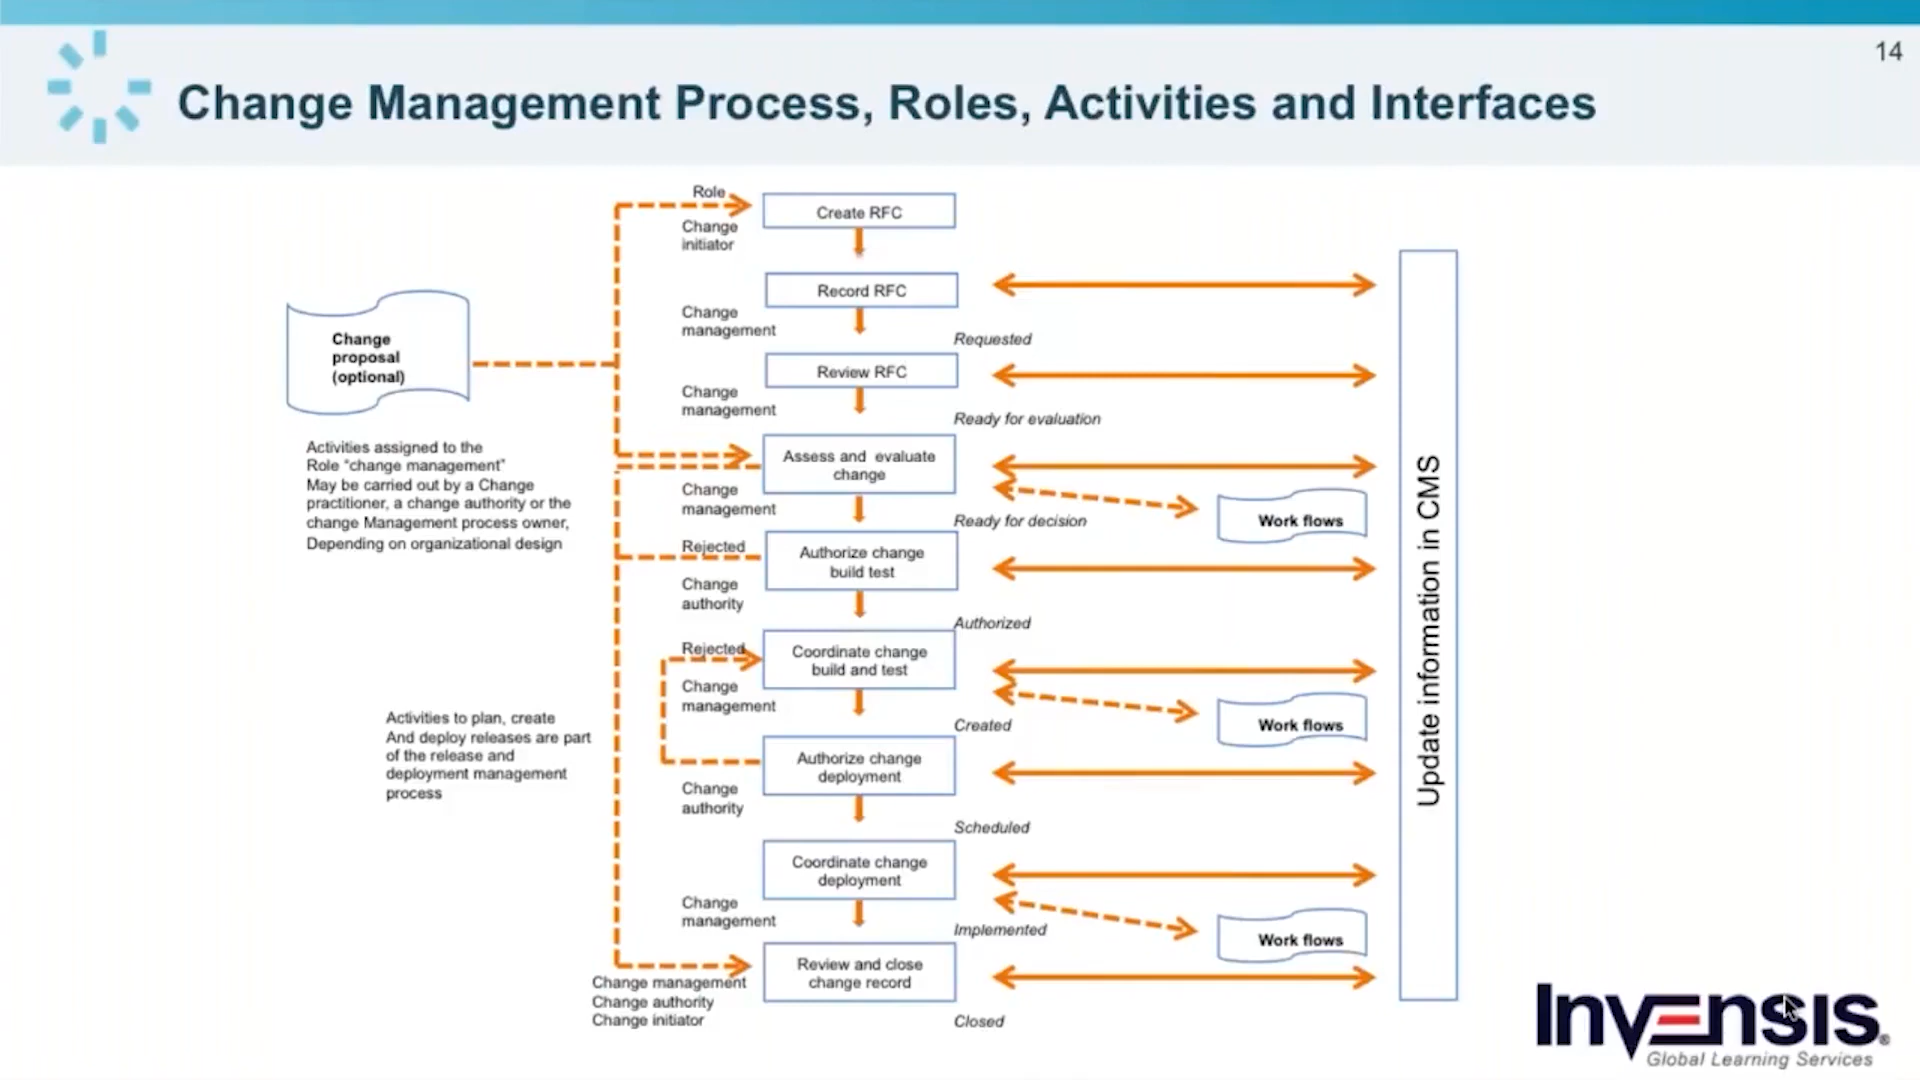 14
Change Management Process, Roles, Activities and Interfaces
Role
Create RFC
Change
initiator
Record RFC
Change
management
Requested
Change
proposal
(optional)
Review RFC
Change
management
Ready for evaluation
Activities assigned to the
Role "change management"
May be carried out by a Change
practitioner, a change authority or the
change Management process owner,
Depending on organizational design
Assess and evaluate
change
Change
management
Ready for decision
Work flows
Rejected
Authorize change
build test
Change
authority
Authorized
Rejected
Coordinate change
build and test
Change
management
Created
Work flows
Activities to plan, create
And deploy releases are part
of the release and
deployment management
process
Authorize change
deployment
Change
authority
Scheduled
Coordinate change
deployment
Change
management
Implemented
Work flows
Review and close
change record
Change management
Change authority
Change initiator
Closed
Update information in CMS
Invensis®
Global Learning Services